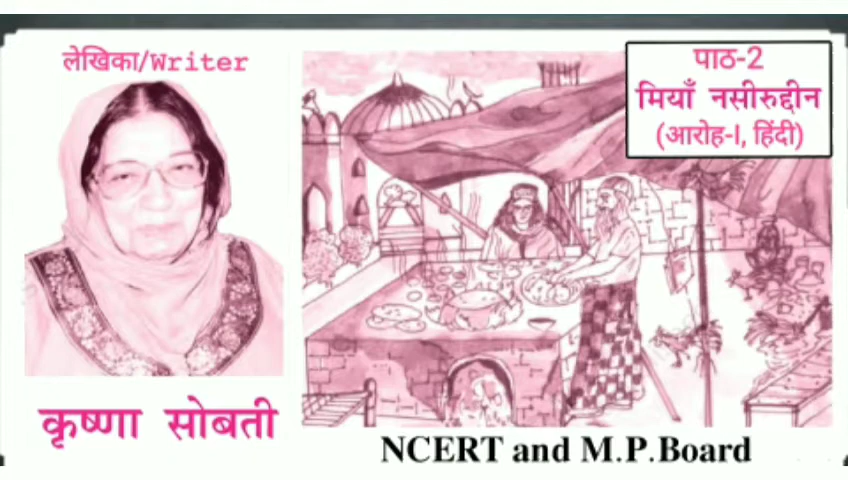 लेखिका/Writer
कृष्णा सोबती
पाठ-2
मियाँ नसीरुद्दीन
(आरोह-I, हिंदी)
NCERT and M.P.Board